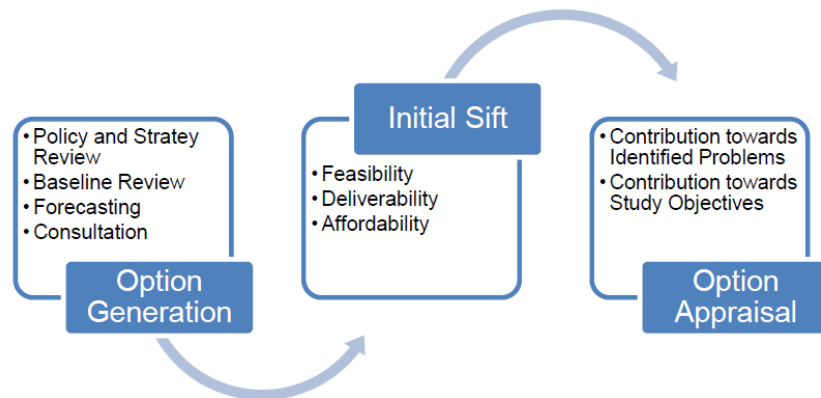 • Policy and Stratey
Review
• Baseline Review
• Forecasting
• Consultation
Option
Generation
Initial Sift
• Feasibility
• Deliverability
• Affordability
• Contribution towards
Identified Problems
• Contribution towards
Study Objectives
Option
Appraisal